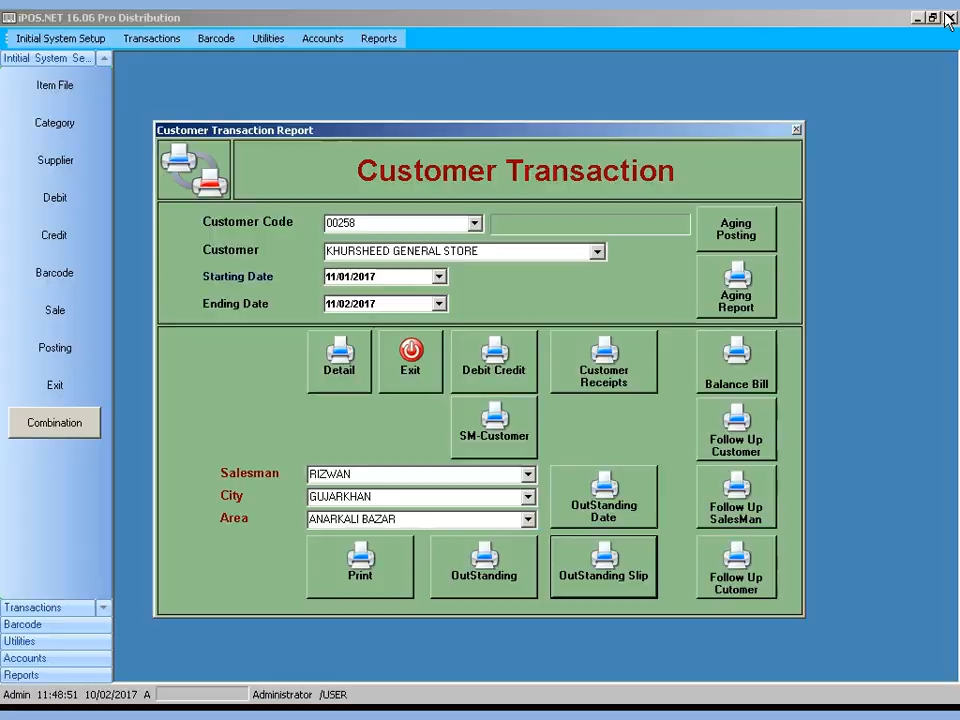 iPOS.NET 16.06 Pro Distribution
Initial System Setup Transactions Barcode Utilities Accounts Reports
Intitial System Se...
Item File
Category
Supplier
Debit
Credit
Barcode
Sale
Posting
Exit
Combination
Transactions
Barcode
Utilities
Accounts
Reports
Customer Transaction Report
Customer Transaction
Customer Code 00258
Customer KHURSHEED GENERAL STORE
Starting Date 11/01/2017
Ending Date 11/02/2017
Aging
Posting
Aging
Report
Detail
Exit
Debit Credit
Customer
Receipts
Balance Bill
SM-Customer
Follow Up
Customer
Salesman RIZWAN
City GUJARKHAN
Area ANARKALI BAZAR
OutStanding
Date
Follow Up
SalesMan
Print
OutStanding
OutStanding Slip
Follow Up
Cutomer
Admin 11:48:51 10/02/2017 A Administrator /USER